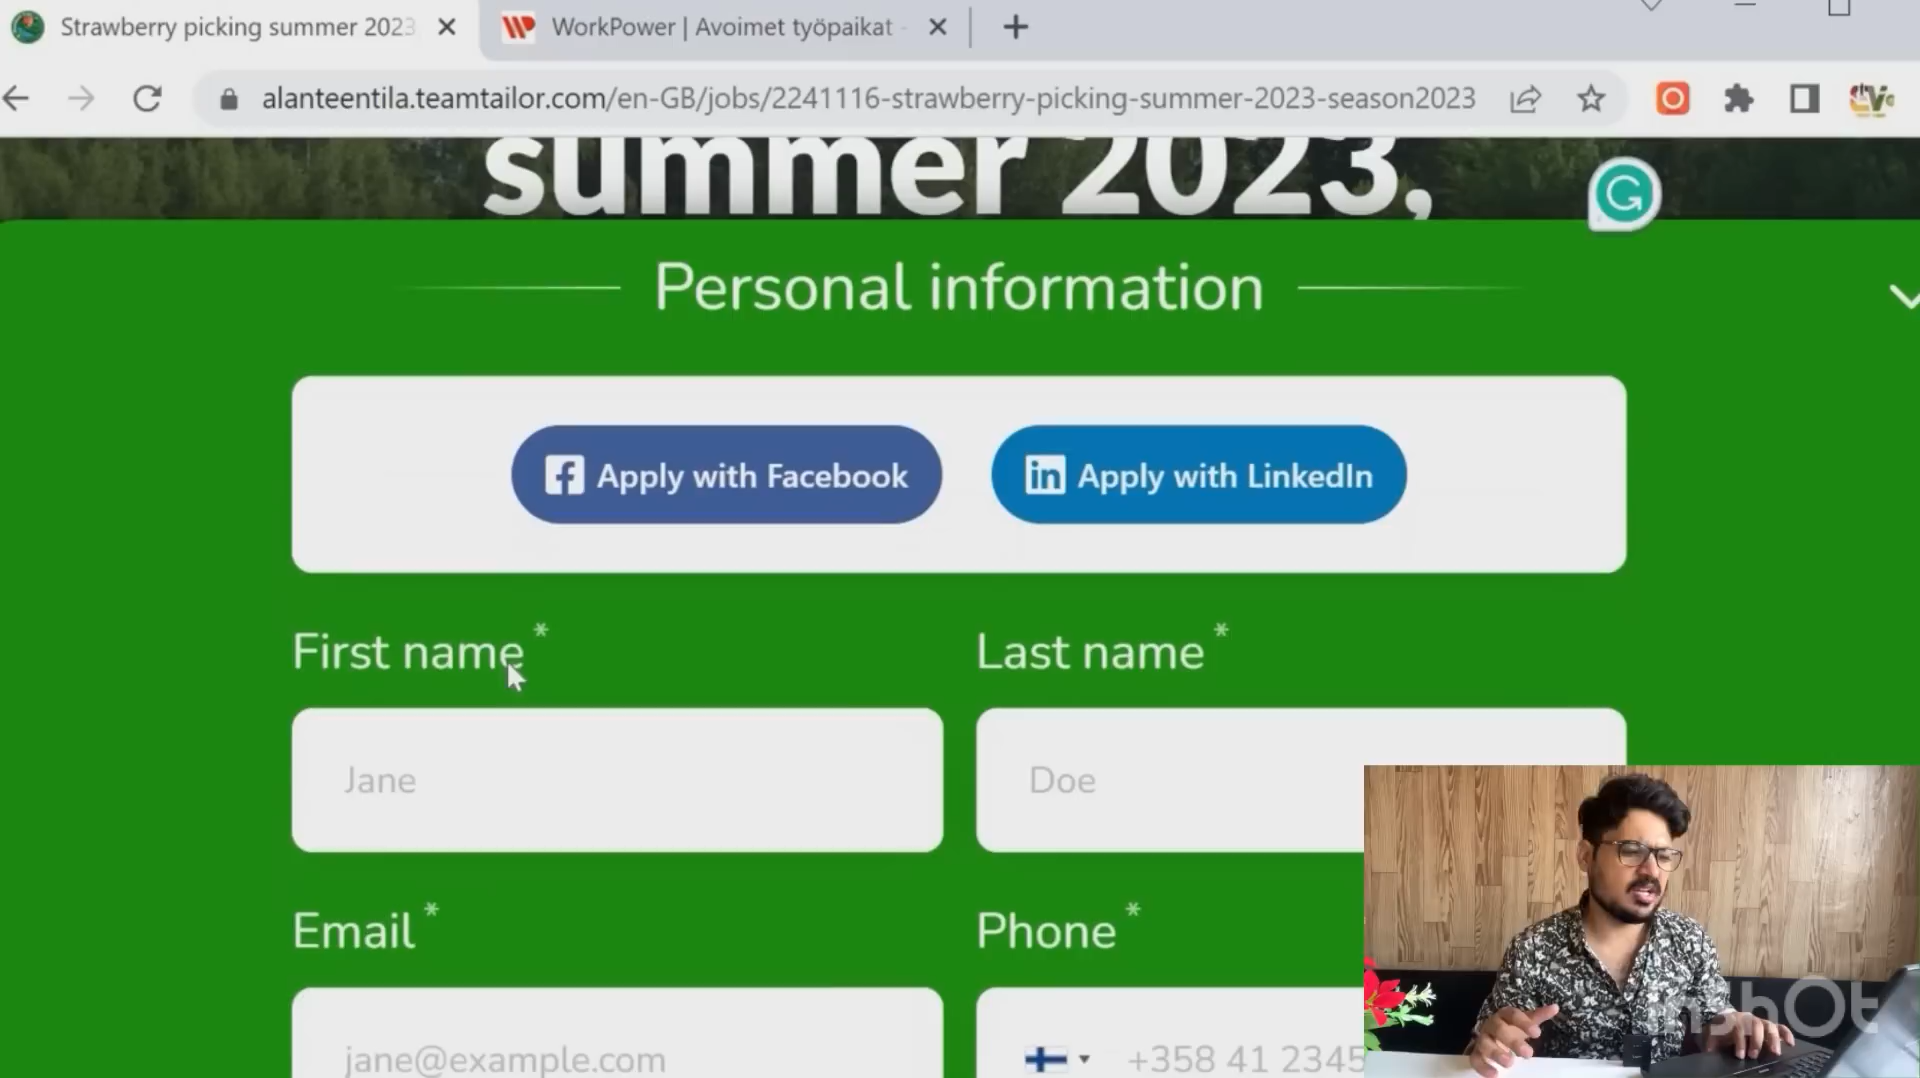 Strawberry picking summer 2023
WorkPower | Avoimet työpaikat -
alanteentila.teamtailor.com/en-GB/jobs/2241116-strawberry-picking-summer-2023-season2023
summer 2023,
Personal information
Apply with Facebook
Apply with LinkedIn
First name *
Last name *
Jane
Doe
Email *
Phone *
jane@example.com
+358 41 2345
InShOt